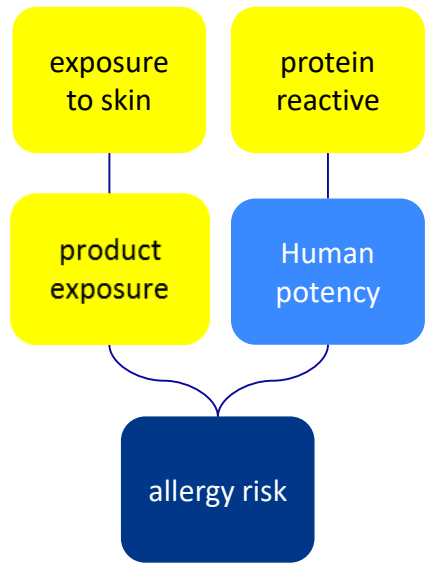 exposure
to skin
protein
reactive
product
exposure
Human
potency
allergy risk